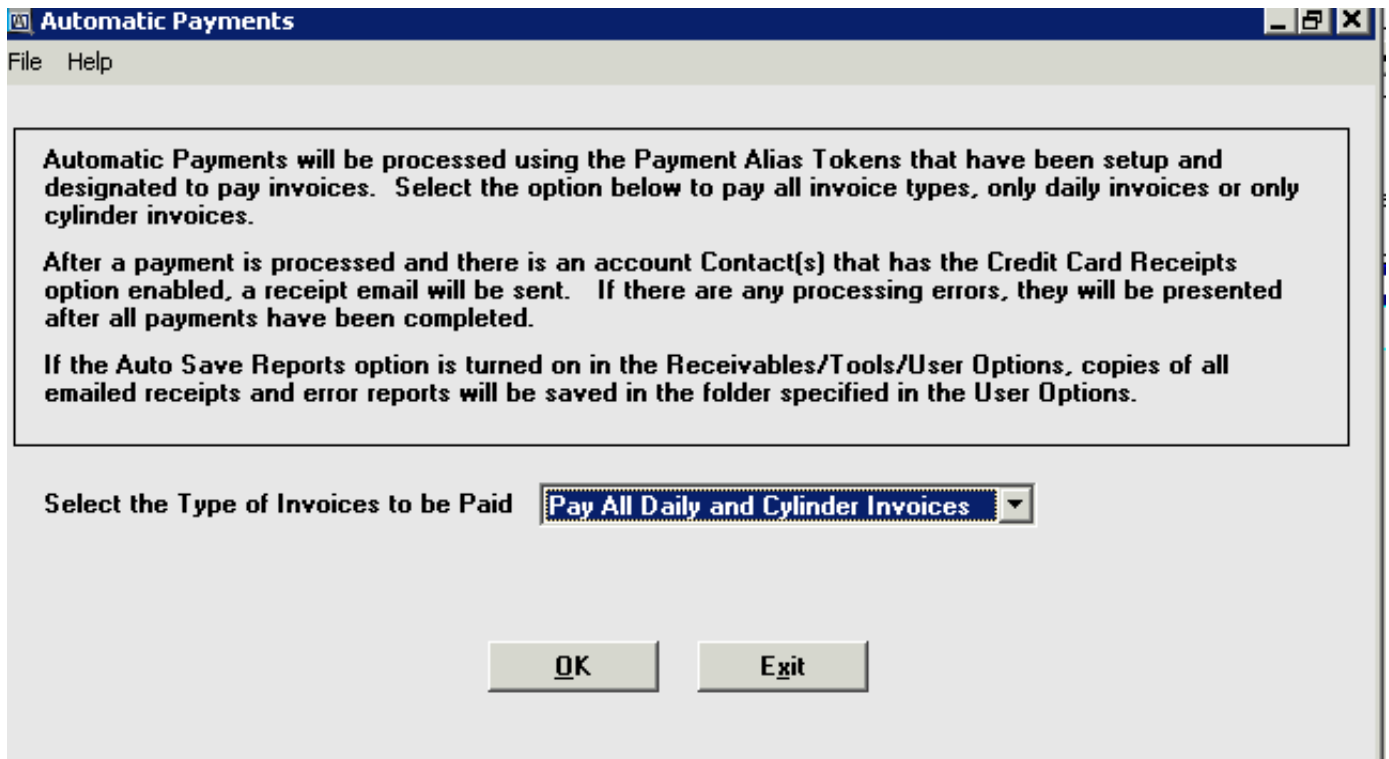 Automatic Payments
File Help
Automatic Payments will be processed using the Payment Alias Tokens that have been setup and
designated to pay invoices.  Select the option below to pay all invoice types, only daily invoices or only
cylinder invoices.
After a payment is processed and there is an account Contact(s) that has the Credit Card Receipts
option enabled, a receipt email will be sent.   If there are any processing errors, they will be presented
after all payments have been completed.
If the Auto Save Reports option is turned on in the Receivables/Tools/User Options, copies of all
emailed receipts and error reports will be saved in the folder specified in the User Options.
Select the Type of Invoices to be Paid Pay All Daily and Cylinder Invoices
OK Exit